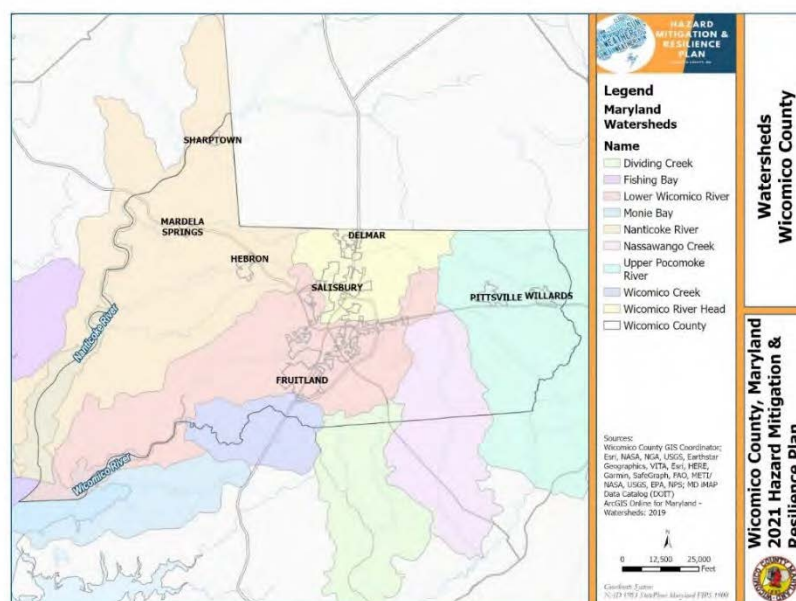 SHARPTOWN
MARDELA
SPRINGS
HEBRON
DELMAR
SALISBURY
PITTSVILLE
WILLARDS
FRUITLAND
Nanticoke River
Wicomico River
HAZARD
MITIGATION &
RESILIENCE
PLAN
Legend
Maryland
Watersheds
Name
Dividing Creek
Fishing Bay
Lower Wicomico River
Monie Bay
Nanticoke River
Nassawango Creek
Upper Pocomoke
River
Wicomico Creek
Wicomico River Head
Wicomico County
Sources:
Wicomico County GIS Coordinator;
Esri, NASA, NGA, USGS, Earthstar
Geographics, VITA, Esri, HERE,
Garmin, SafeGraph, FAO, METI/
NASA, USGS, EPA, NPS; MD iMAP
Data Catalog (DOIT)
ArcGIS Online for Maryland -
Watersheds: 2019
N
0 12,500 25,000
Feet
Watersheds
Wicomico County
Wicomico County, Maryland
2021 Hazard Mitigation &
Resilience Plan